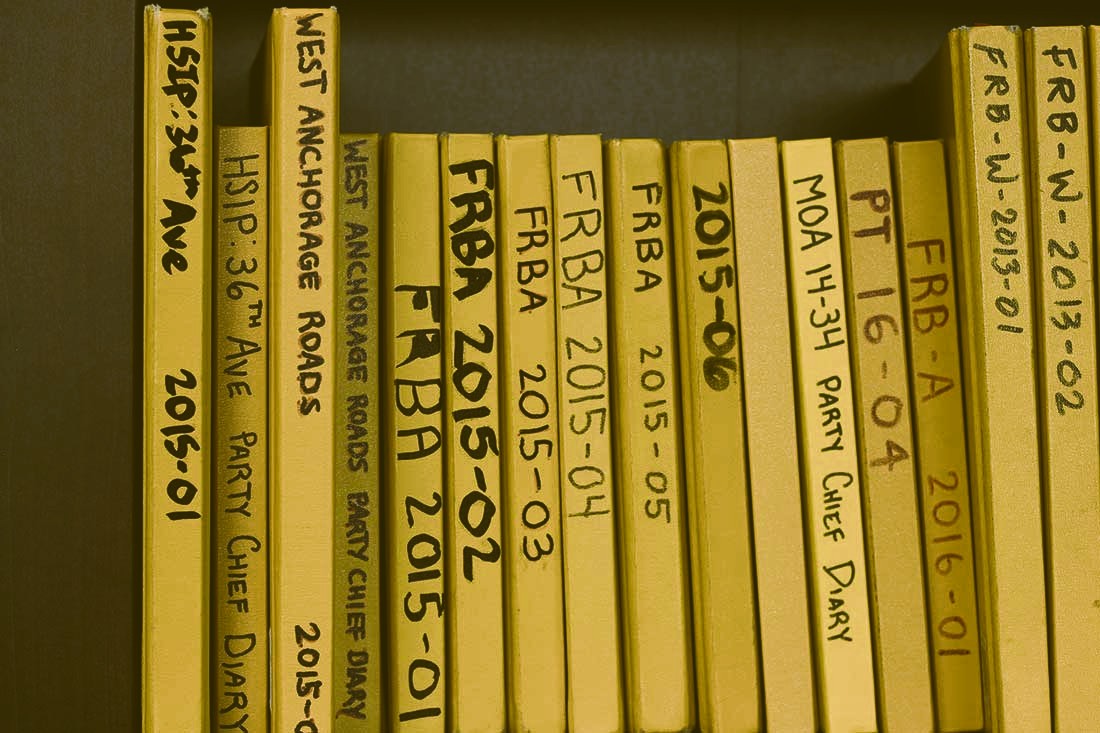 HSIP: 36TH AVE 2015-01
HSIP: 36TH AVE PARTY CHIEF DIARY
WEST ANCHORAGE ROADS 2015-0
WEST ANCHORAGE ROADS PARTY CHIEF DIARY
FRBA 2015-01
FRBA 2015-02
FRBA 2015-03
FRBA 2015-04
FRBA 2015-05
2015-06
MOA 14-34 PARTY CHIEF DIARY
PT 16-04
FRB-A 2016-01
FRB-W-2013-01
FRB-W-2013-02